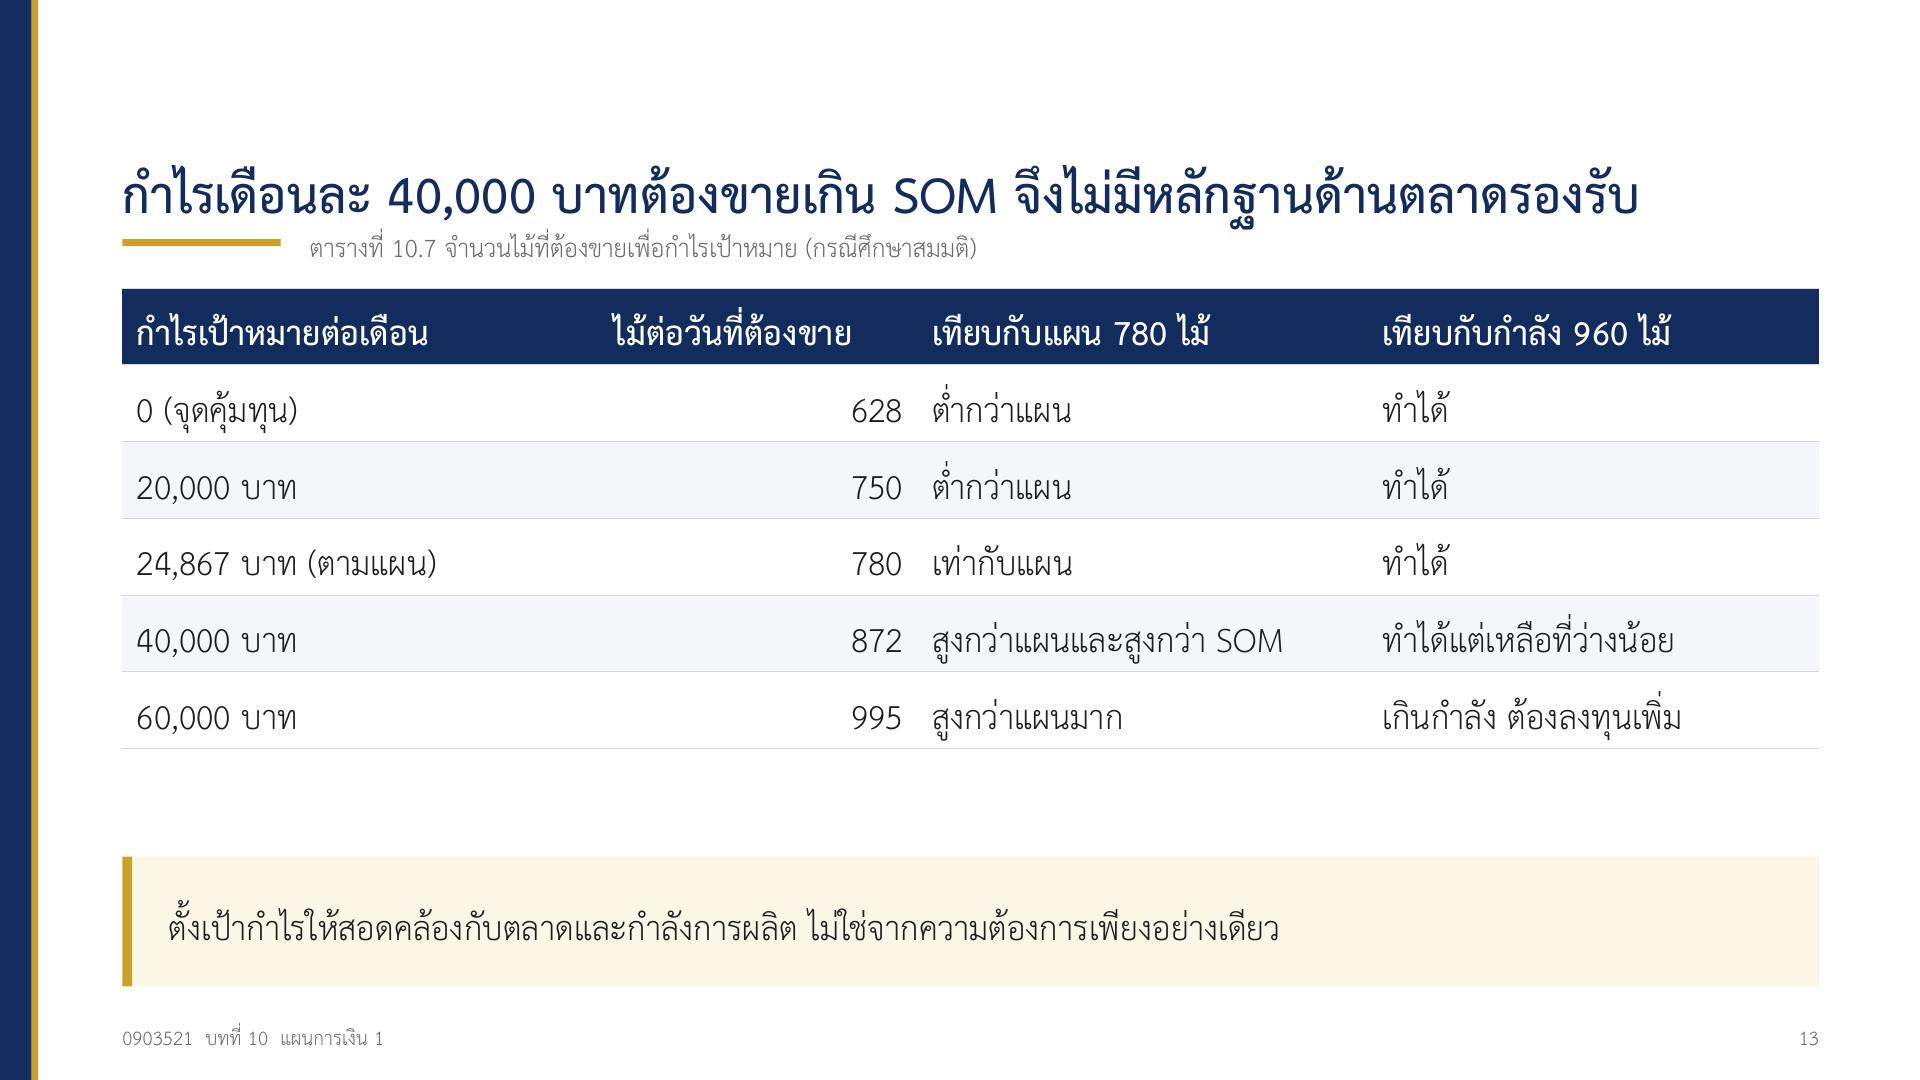 กำไรเดือนละ 40,000 บาทต้องขายเกิน SOM จึงไม่มีหลักฐานด้านตลาดรองรับ
ตารางที่ 10.7 จำนวนไม้ที่ต้องขายเพื่อกำไรเป้าหมาย (กรณีศึกษาสมมติ)
กำไรเป้าหมายต่อเดือน ไม้ต่อวันที่ต้องขาย เทียบกับแผน 780 ไม้ เทียบกับกำลัง 960 ไม้
0 (จุดคุ้มทุน) 628 ต่ำกว่าแผน ทำได้
20,000 บาท 750 ต่ำกว่าแผน ทำได้
24,867 บาท (ตามแผน) 780 เท่ากับแผน ทำได้
40,000 บาท 872 สูงกว่าแผนและสูงกว่า SOM ทำได้แต่เหลือที่ว่างน้อย
60,000 บาท 995 สูงกว่าแผนมาก เกินกำลัง ต้องลงทุนเพิ่ม
ตั้งเป้ากำไรให้สอดคล้องกับตลาดและกำลังการผลิต ไม่ใช่จากความต้องการเพียงอย่างเดียว
0903521 บทที่ 10 แผนการเงิน 1 13